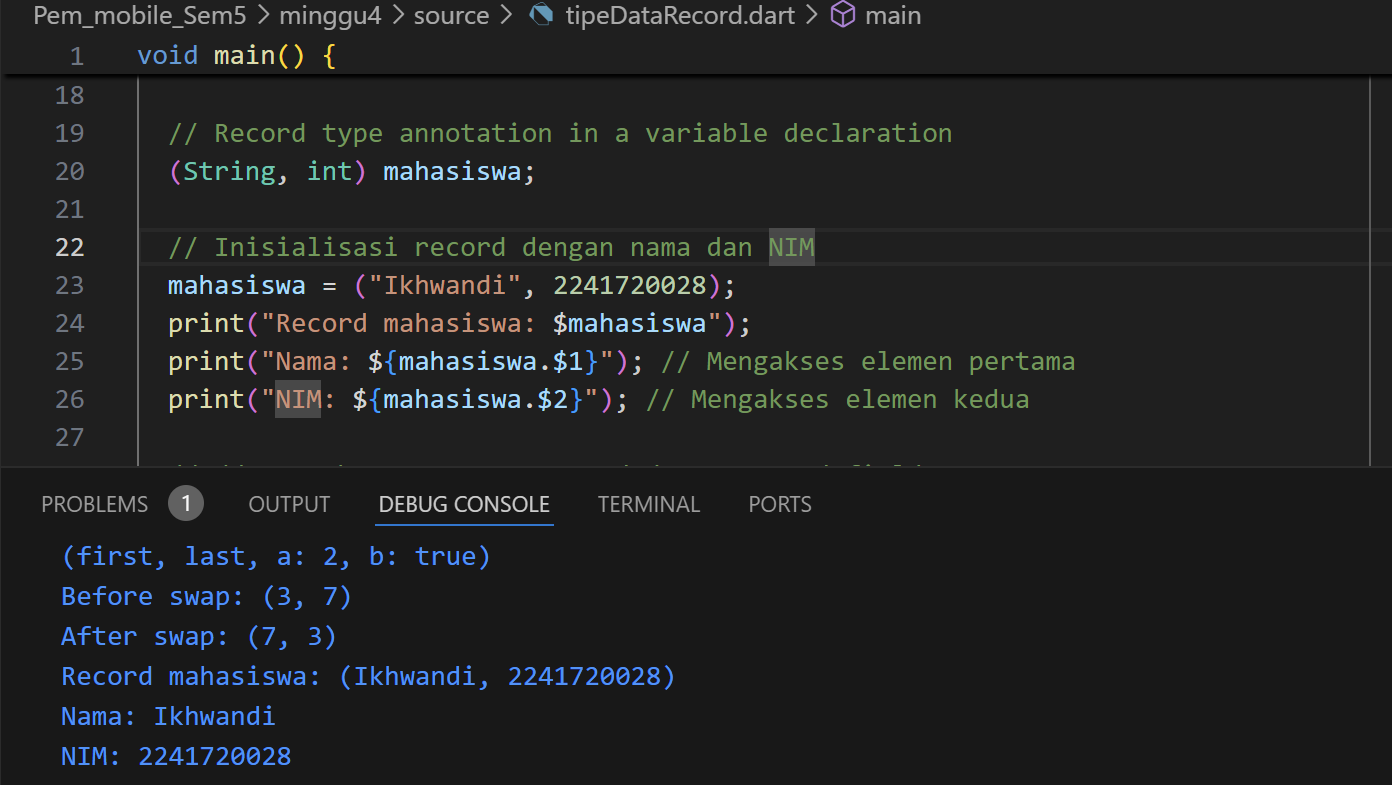 Pem_mobile_Sem5 > minggu4 > source > tipeDataRecord.dart > main
1 void main() {
18
19 // Record type annotation in a variable declaration
20 (String, int) mahasiswa;
21
22 // Inisialisasi record dengan nama dan NIM
23 mahasiswa = ("Ikhwandi", 2241720028);
24 print("Record mahasiswa: $mahasiswa");
25 print("Nama: ${mahasiswa.$1}"); // Mengakses elemen pertama
26 print("NIM: ${mahasiswa.$2}"); // Mengakses elemen kedua
27
PROBLEMS 1 OUTPUT DEBUG CONSOLE TERMINAL PORTS
(first, last, a: 2, b: true)
Before swap: (3, 7)
After swap: (7, 3)
Record mahasiswa: (Ikhwandi, 2241720028)
Nama: Ikhwandi
NIM: 2241720028